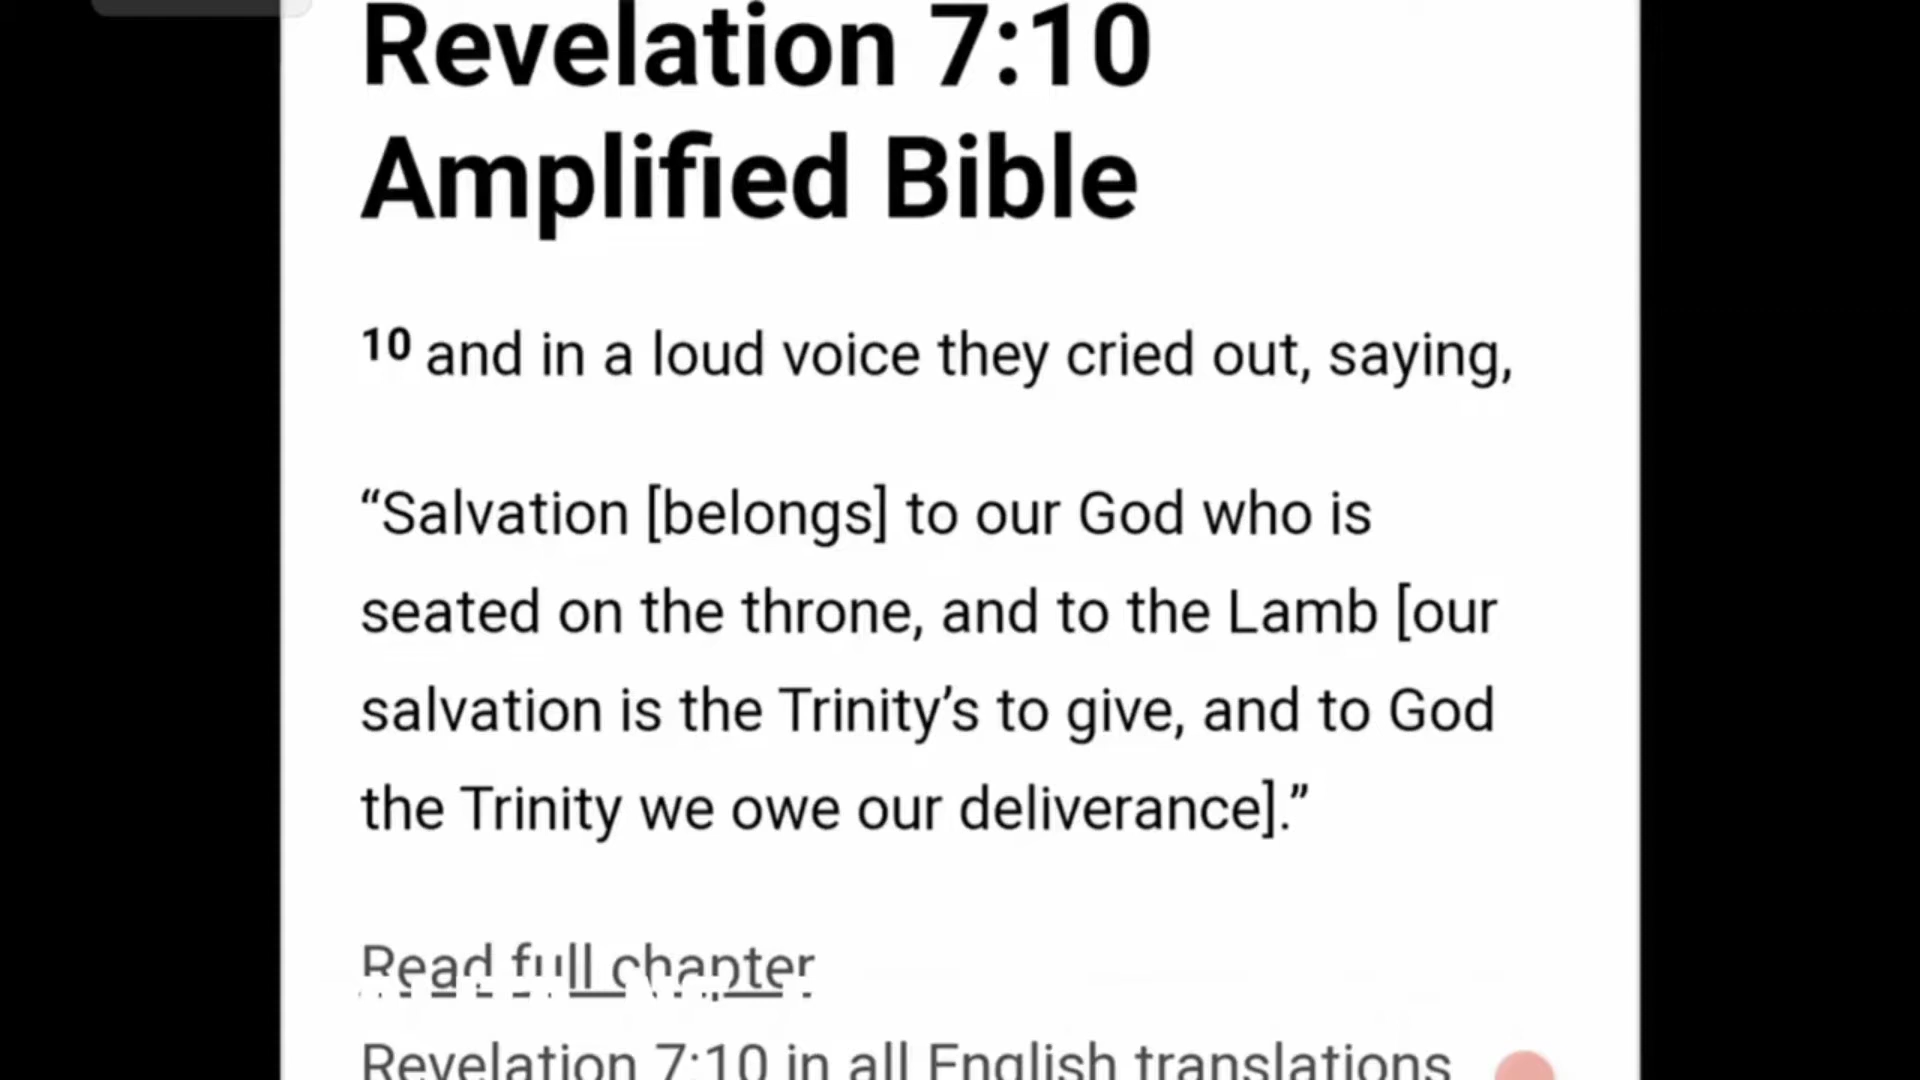 Revelation 7:10
Amplified Bible
10 and in a loud voice they cried out, saying,
“Salvation [belongs] to our God who is
seated on the throne, and to the Lamb [our
salvation is the Trinity’s to give, and to God
the Trinity we owe our deliverance].”
Read full chapter
Revelation 7:10 in all English translations